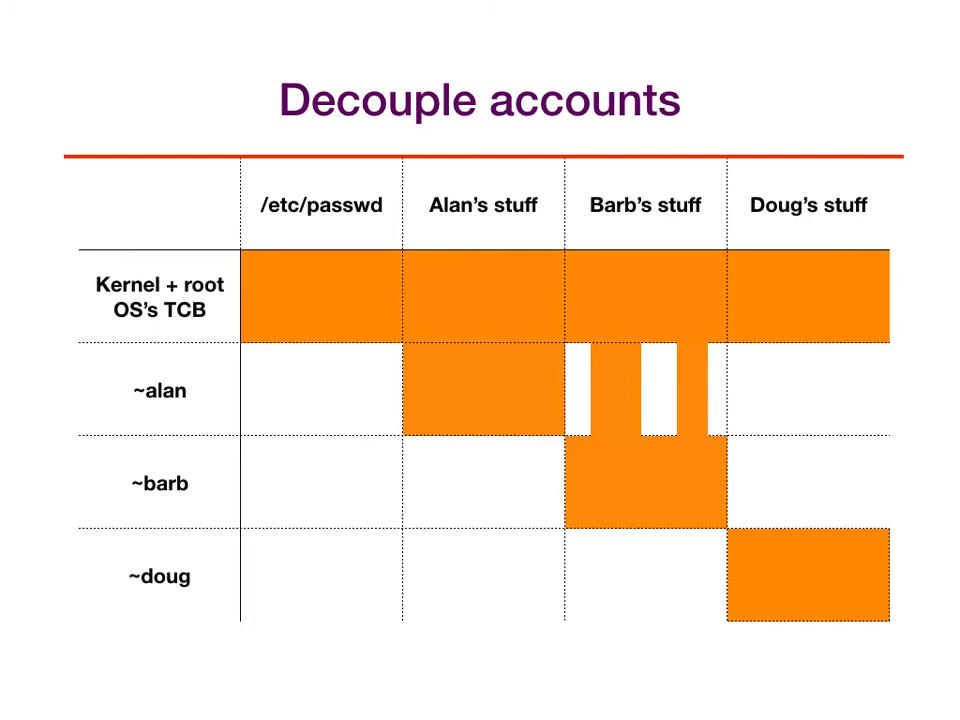 Decouple accounts
/etc/passwd
Alan’s stuff
Barb’s stuff
Doug’s stuff
Kernel + root
OS’s TCB
~alan
~barb
~doug